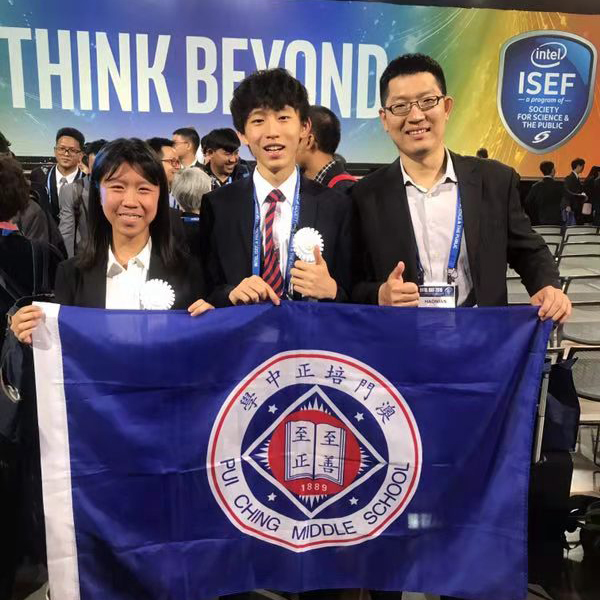 THINK BEYOND
intel
ISEF
a program of
SOCIETY
FOR SCIENCE &
THE PUBLIC
學中正培門澳
至至
正善
1889
PUI CHING MIDDLE SCHOOL